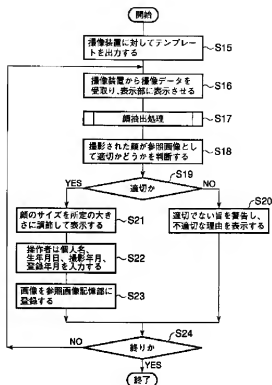 開始
撮像装置に対してテンプレート
を出力する
S15
撮像装置から撮像データを
受取り、表示部に表示させる
S16
顔抽出処理
S17
撮影された顔が参照画像とし
て適切かどうかを判断する
S18
適切か
S19
YES
NO
顔のサイズを所定の大き
さに調節して表示する
S21
適切でない旨を警告し、
不適切な理由を表示する
S20
操作者は個人名、
生年月日、撮影年月、
登録年月を入力する
S22
画像を参照画像記憶部に
登録する
S23
終りか
S24
NO
YES
終了